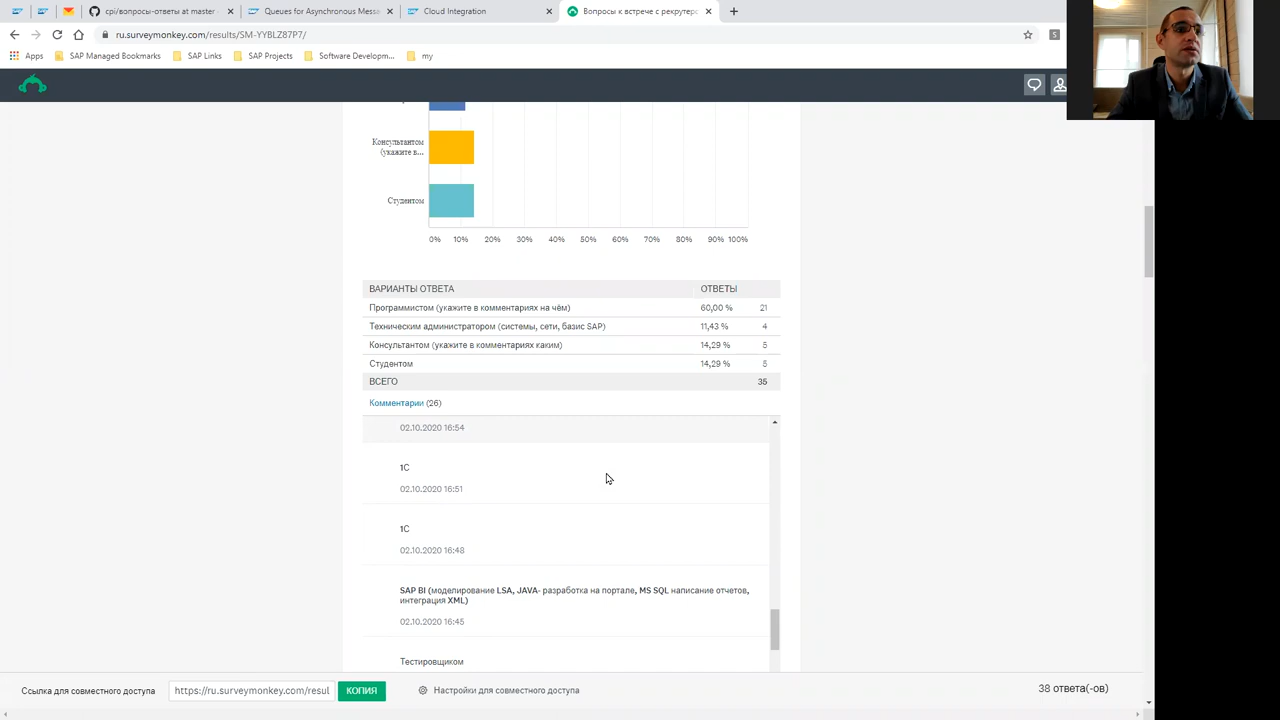 cpi/вопросы-ответы at master
Queues for Asynchronous Messa
Cloud Integration
Вопросы к встрече с рекрутеро
ru.surveymonkey.com/results/SM-YYBLZ87P7/
Apps
SAP Managed Bookmarks
SAP Links
SAP Projects
Software Developm...
my
Консультантом
(укажите в...
Студентом
0% 10% 20% 30% 40% 50% 60% 70% 80% 90% 100%
ВАРИАНТЫ ОТВЕТА ОТВЕТЫ
Программистом (укажите в комментариях на чём) 60,00 % 21
Техническим администратором (системы, сети, базис SAP) 11,43 % 4
Консультантом (укажите в комментариях каким) 14,29 % 5
Студентом 14,29 % 5
ВСЕГО 35
Комментарии (26)
02.10.2020 16:54
1С
02.10.2020 16:51
1С
02.10.2020 16:48
SAP BI (моделирование LSA, JAVA- разработка на портале, MS SQL написание отчетов,
интеграция XML)
02.10.2020 16:45
Тестировщиком
Ссылка для совместного доступа
https://ru.surveymonkey.com/resul
КОПИЯ
Настройки для совместного доступа
38 ответа(-ов)